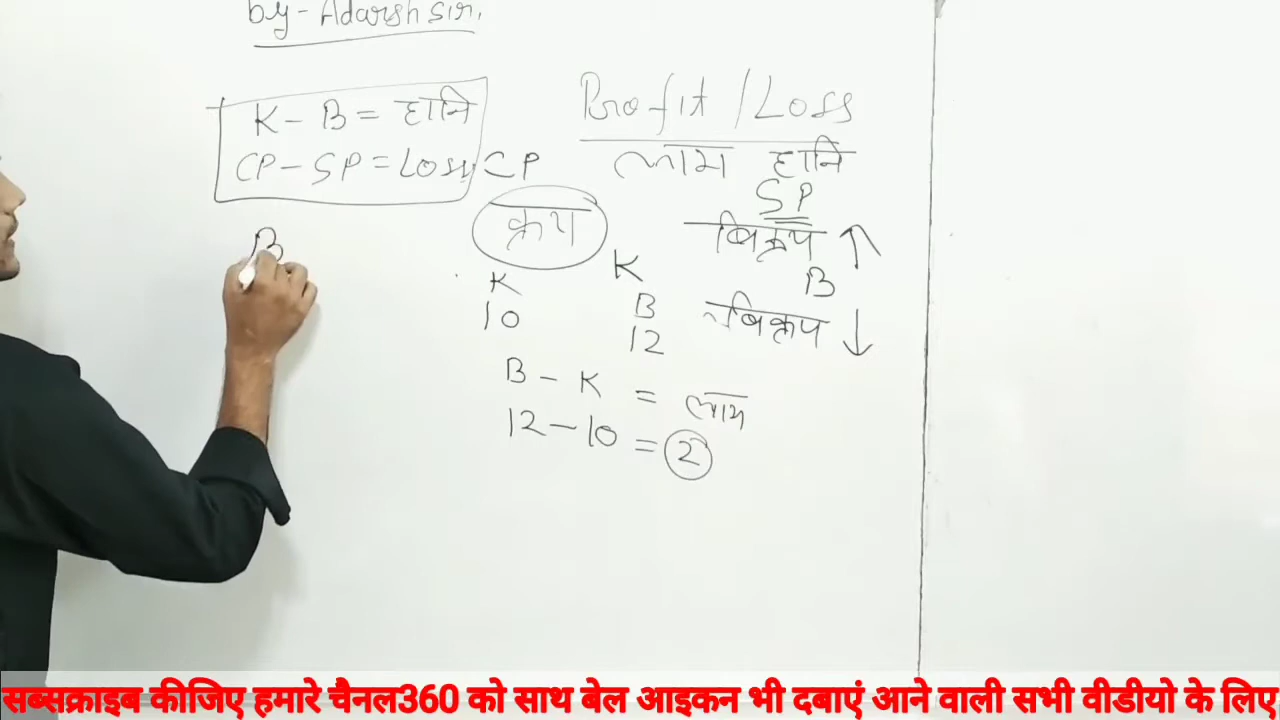 by - Adarsh Sir.
K - B = हानि
CP - SP = Loss
B
Profit / Loss
लाभ हानि
CP
SP
क्रय
विक्रय ↑
K
B
K
10
B
12
विक्रय ↓
B - K = लाभ
12 - 10 = 2
सब्सक्राइब कीजिए हमारे चैनल360 को साथ बेल आइकन भी दबाएं आने वाली सभी वीडीयो के लिए